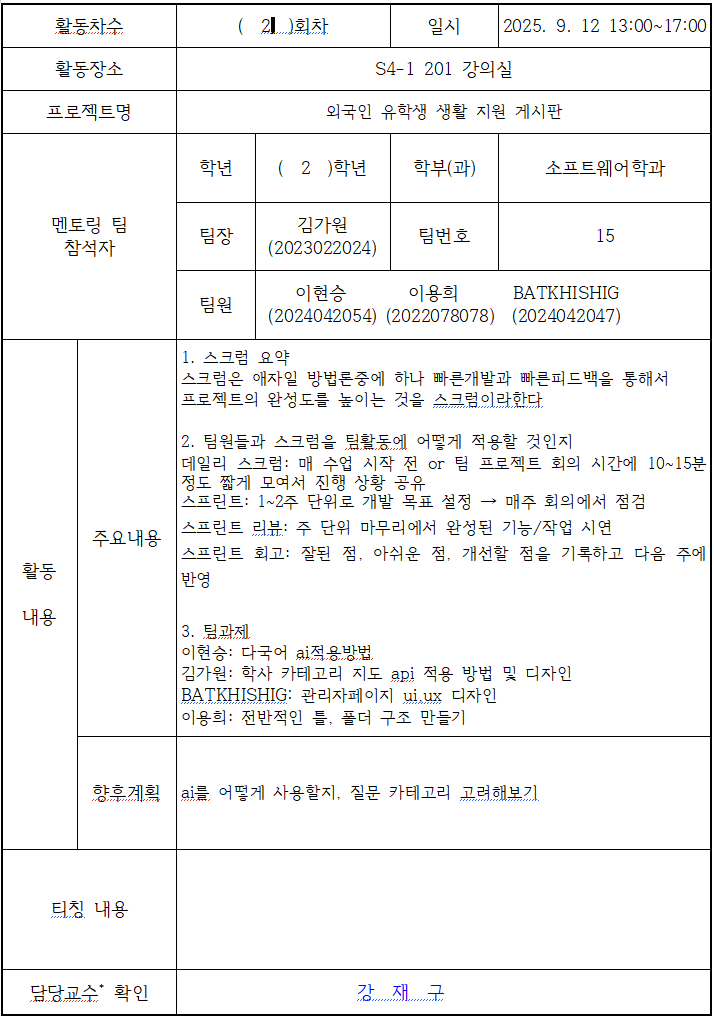 활동차수 ( 2 )회차 일시 2025. 9. 12 13:00~17:00
활동장소 S4-1 201 강의실
프로젝트명 외국인 유학생 생활 지원 게시판
멘토링 팀
참석자
학년 ( 2 )학년 학부(과) 소프트웨어학과
팀장 김가원
(2023022024)
팀번호 15
팀원 이현승 이용희 BATKHISHIG
(2024042054) (2022078078) (2024042047)
활동
내용
주요내용
1. 스크럼 요약
스크럼은 애자일 방법론중에 하나 빠른개발과 빠른피드백을 통해서
프로젝트의 완성도를 높이는 것을 스크럼이라한다
2. 팀원들과 스크럼을 팀활동에 어떻게 적용할 것인지
데일리 스크럼: 매 수업 시작 전 or 팀 프로젝트 회의 시간에 10~15분
정도 짧게 모여서 진행 상황 공유
스프린트: 1~2주 단위로 개발 목표 설정 → 매주 회의에서 점검
스프린트 리뷰: 주 단위 마무리에서 완성된 기능/작업 시연
스프린트 회고: 잘된 점, 아쉬운 점, 개선할 점을 기록하고 다음 주에
반영
3. 팀과제
이현승: 다국어 ai적용방법
김가원: 학사 카테고리 지도 api 적용 방법 및 디자인
BATKHISHIG: 관리자페이지 ui,ux 디자인
이용희: 전반적인 틀, 폴더 구조 만들기
향후계획 ai를 어떻게 사용할지, 질문 카테고리 고려해보기
티칭 내용
담당교수* 확인 강 재 구